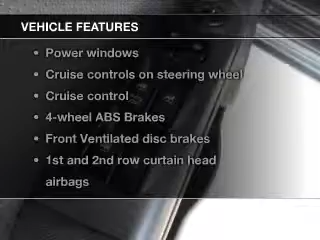 VEHICLE FEATURES
• Power windows
• Cruise controls on steering wheel
• Cruise control
• 4-wheel ABS Brakes
• Front Ventilated disc brakes
• 1st and 2nd row curtain head
airbags